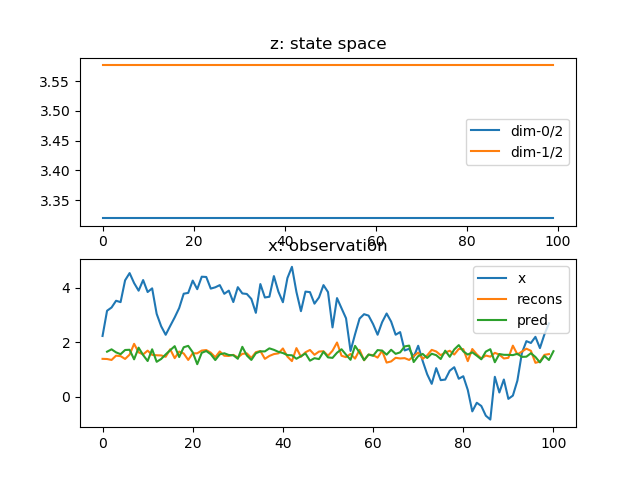 z: state space
3.55
3.50
3.45
3.40
3.35
dim-0/2
dim-1/2
0 20 40 60 80 100
x: observation
4
2
0
x
recons
pred
0 20 40 60 80 100